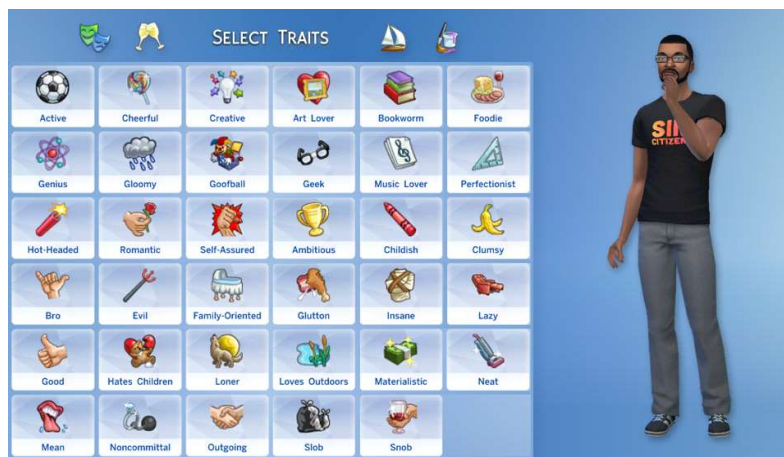 SELECT TRAITS
Active
Cheerful
Creative
Art Lover
Bookworm
Foodie
Genius
Gloomy
Goofball
Geek
Music Lover
Perfectionist
Hot-Headed
Romantic
Self-Assured
Ambitious
Childish
Clumsy
Bro
Evil
Family-Oriented
Glutton
Insane
Lazy
Good
Hates Children
Loner
Loves Outdoors
Materialistic
Neat
Mean
Noncommittal
Outgoing
Slob
Snob
SIM
CITIZEN